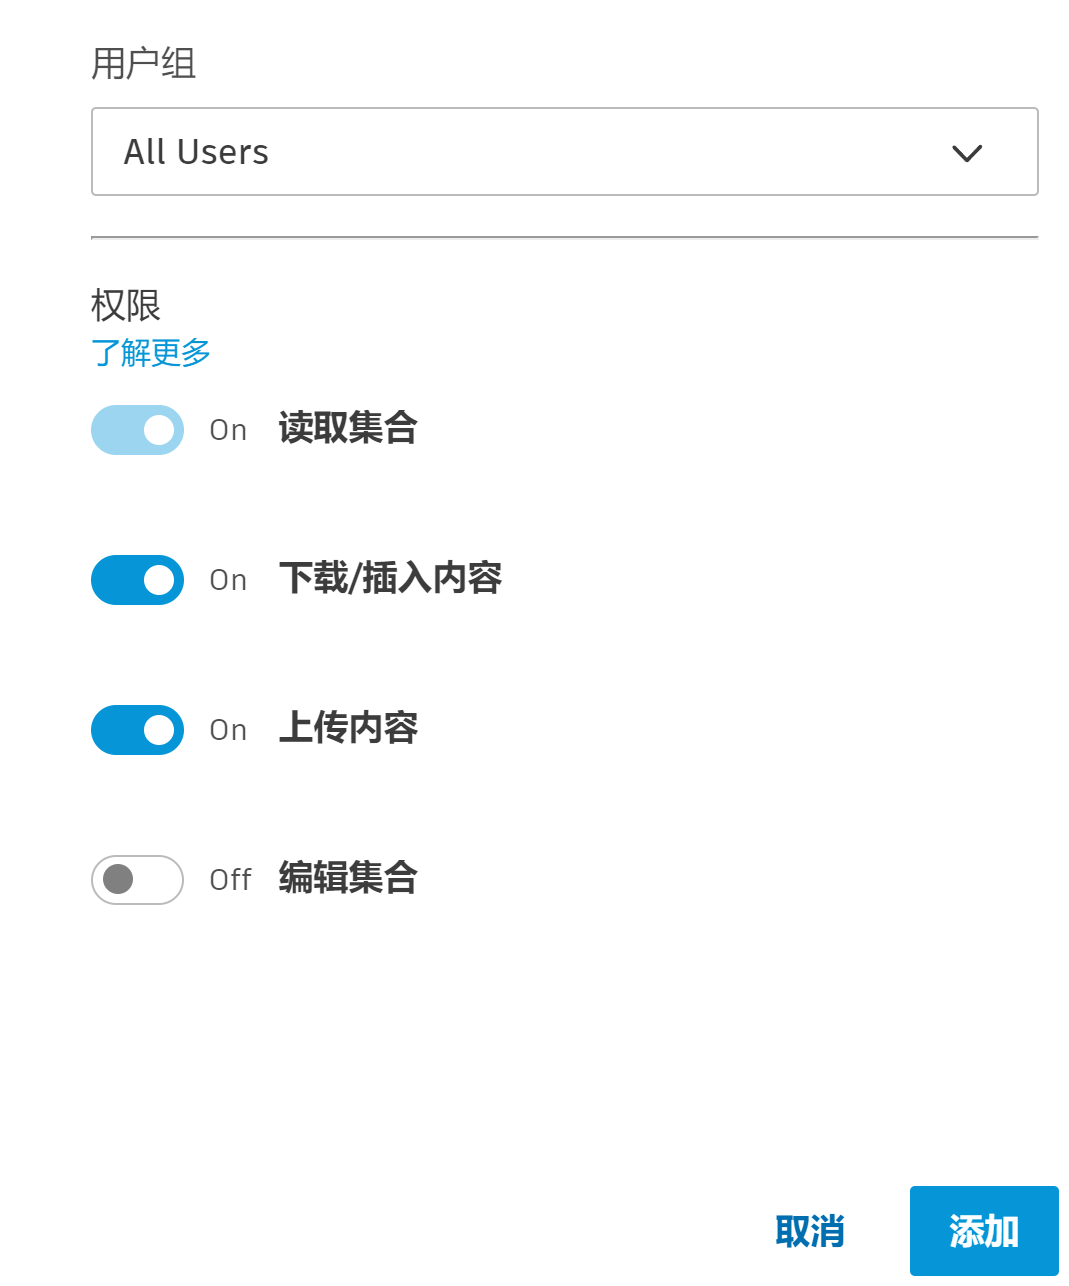 用户组
All Users
权限
了解更多
On 读取集合
On 下载/插入内容
On 上传内容
Off 编辑集合
取消 添加